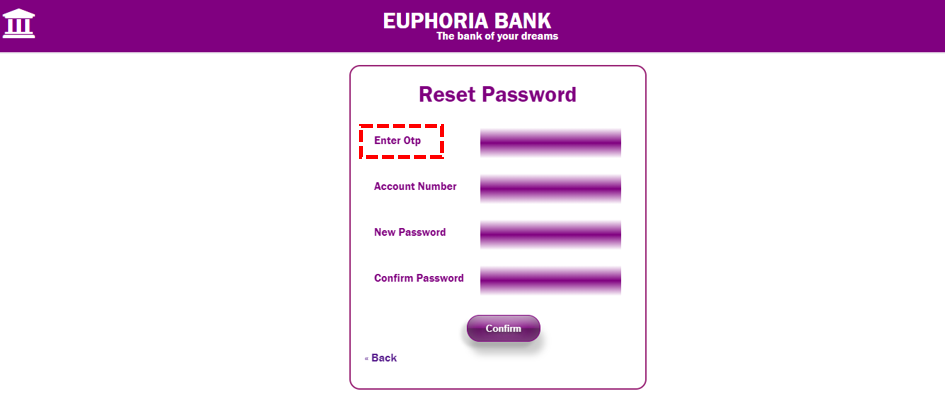 EUPHORIA BANK
The bank of your dreams
Reset Password
Enter Otp
Account Number
New Password
Confirm Password
Confirm
« Back